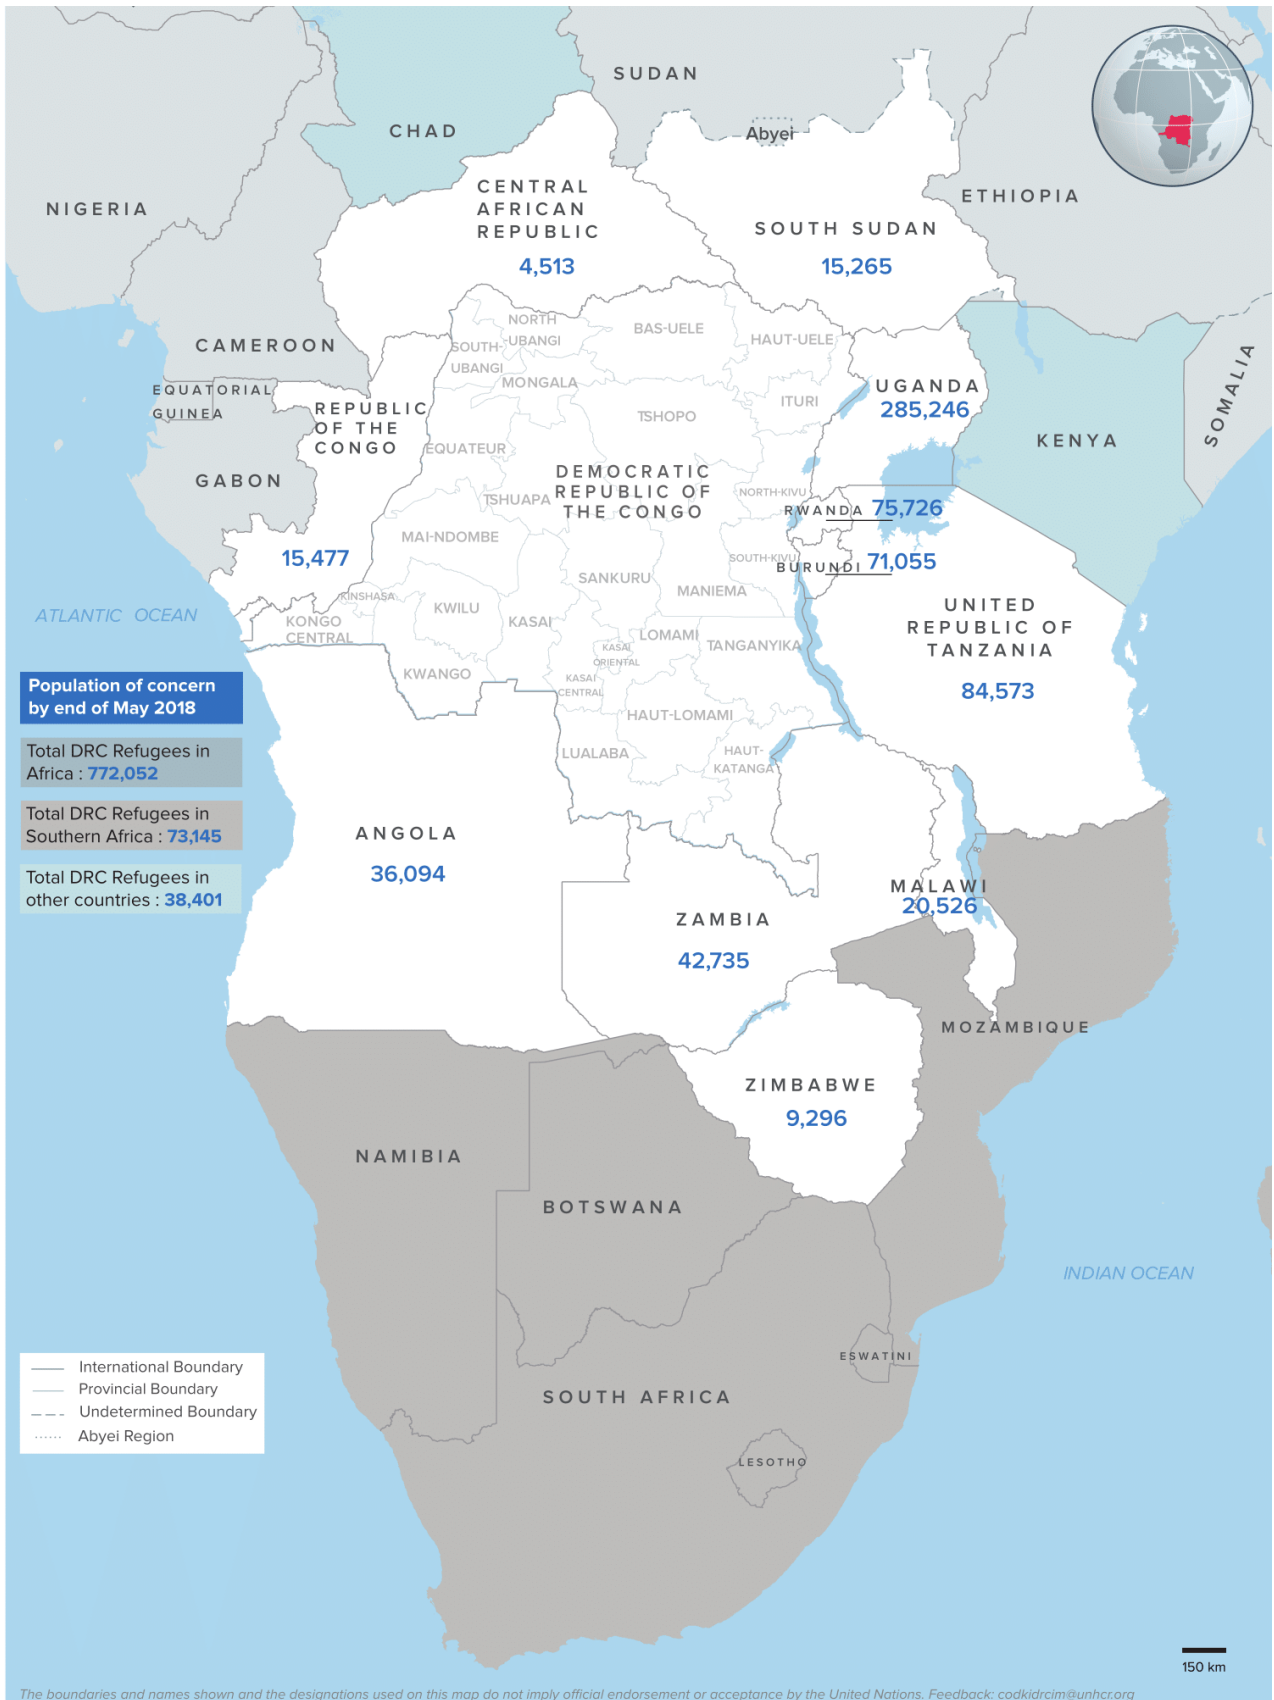 SUDAN
CHAD
Abyei
NIGERIA
CENTRAL
AFRICAN
REPUBLIC
4,513
ETHIOPIA
SOUTH SUDAN
15,265
NORTH
-UBANGI
SOUTH-
UBANGI
BAS-UELE
HAUT-UELE
CAMEROON
MONGALA
ITURI
UGANDA
285,246
EQUATORIAL
GUINEA
REPUBLIC
OF THE
CONGO
TSHOPO
KENYA
SOMALIA
GABON
EQUATEUR
DEMOCRATIC
REPUBLIC OF
THE CONGO
TSHUAPA
NORTH-KIVU
RWANDA 75,726
15,477
MAI-NDOMBE
SOUTH-KIVU
BURUNDI 71,055
SANKURU
MANIEMA
KINSHASA
KONGO
CENTRAL
KWILU
KASAI
ATLANTIC OCEAN
UNITED
REPUBLIC OF
TANZANIA
84,573
LOMAMI
TANGANYIKA
KASAI
ORIENTAL
KWANGO
KASAI
CENTRAL
HAUT-LOMAMI
LUALABA
HAUT-
KATANGA
Population of concern
by end of May 2018
Total DRC Refugees in
Africa : 772,052
Total DRC Refugees in
Southern Africa : 73,145
Total DRC Refugees in
other countries : 38,401
ANGOLA
36,094
MALAWI
20,526
ZAMBIA
42,735
MOZAMBIQUE
ZIMBABWE
9,296
NAMIBIA
BOTSWANA
INDIAN OCEAN
ESWATINI
SOUTH AFRICA
LESOTHO
International Boundary
Provincial Boundary
Undetermined Boundary
Abyei Region
150 km
The boundaries and names shown and the designations used on this map do not imply official endorsement or acceptance by the United Nations. Feedback: codkidrcim@unhcr.org